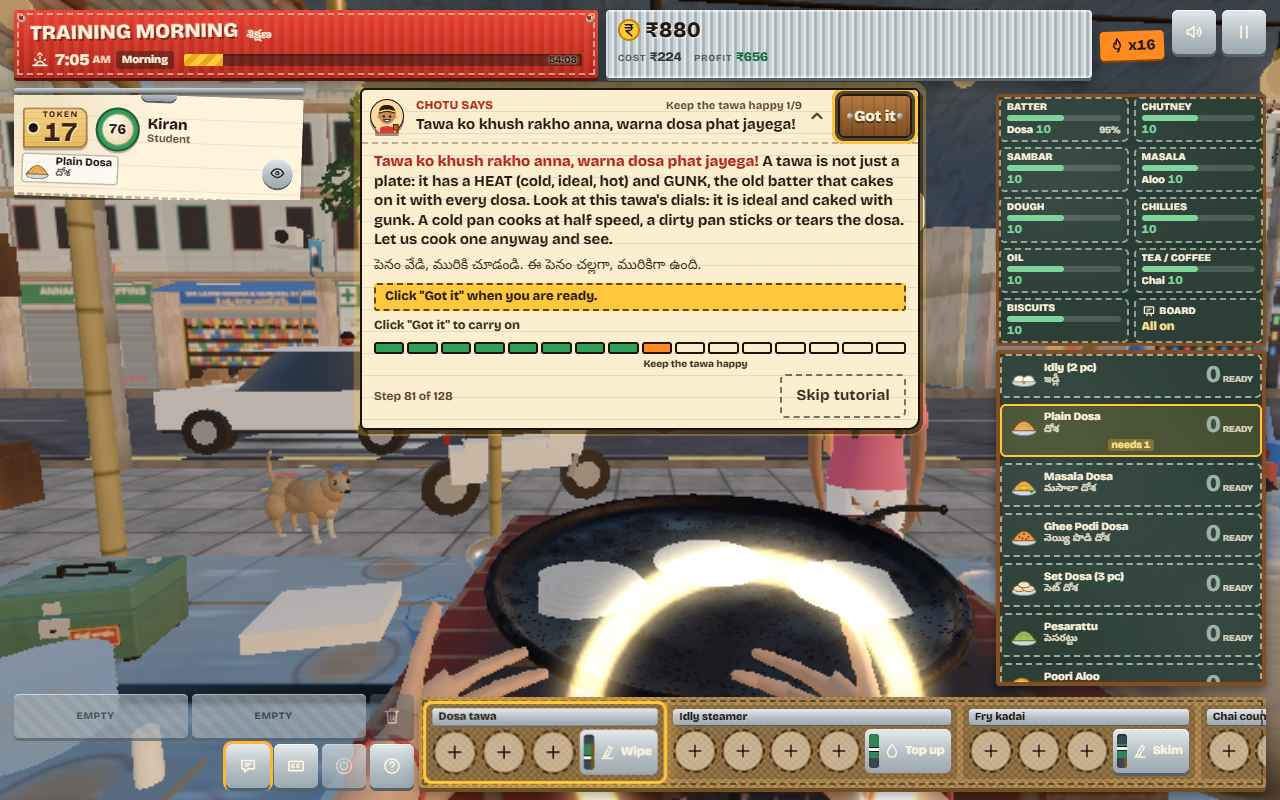 TRAINING MORNING శిక్షణ
7:05 AM Morning 54:08
₹880
COST ₹224 PROFIT ₹656
x16
TOKEN
17
76
Kiran
Student
Plain Dosa
దోశ
CHOTU SAYS
Keep the tawa happy 1/9
Tawa ko khush rakho anna, warna dosa phat jayega!
Got it
Tawa ko khush rakho anna, warna dosa phat jayega! A tawa is not just a
plate: it has a HEAT (cold, ideal, hot) and GUNK, the old batter that cakes
on it with every dosa. Look at this tawa's dials: it is ideal and caked with
gunk. A cold pan cooks at half speed, a dirty pan sticks or tears the dosa.
Let us cook one anyway and see.
పెనం వేడి, మురికి చూడండి. ఈ పెనం చల్లగా, మురికిగా ఉంది.
Click "Got it" when you are ready.
Click "Got it" to carry on
Keep the tawa happy
Step 81 of 128
Skip tutorial
BATTER
Dosa 10 95%
CHUTNEY
10
SAMBAR
10
MASALA
Aloo 10
DOUGH
10
CHILLIES
10
OIL
10
TEA / COFFEE
Chai 10
BISCUITS
10
BOARD
All on
Idly (2 pc)
ఇడ్లీ
0 READY
Plain Dosa
దోశ
0 READY
needs 1
Masala Dosa
మసాలా దోశ
0 READY
Ghee Podi Dosa
నెయ్యి పొడి దోశ
0 READY
Set Dosa (3 pc)
సెట్ దోశ
0 READY
Pesarattu
పెసరట్టు
0 READY
Poori Aloo
EMPTY
EMPTY
Dosa tawa
Wipe
Idly steamer
Top up
Fry kadai
Skim
Chai coun